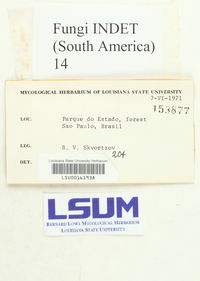 Fungi INDET
(South America)
14
MYCOLOGICAL HERBARIUM OF LOUISIANA STATE UNIVERSITY
7-VI-1971
153877
LOC. Parque do Estado, forest
Sao Paulo, Brasil
LEG. B. V. Skvortzov
204
DET.
Louisiana State University Herbarium
LSU00161938
LSUM
BERNARD LOWY MYCOLOGICAL HERBARIUM
LOUISIANA STATE UNIVERSITY